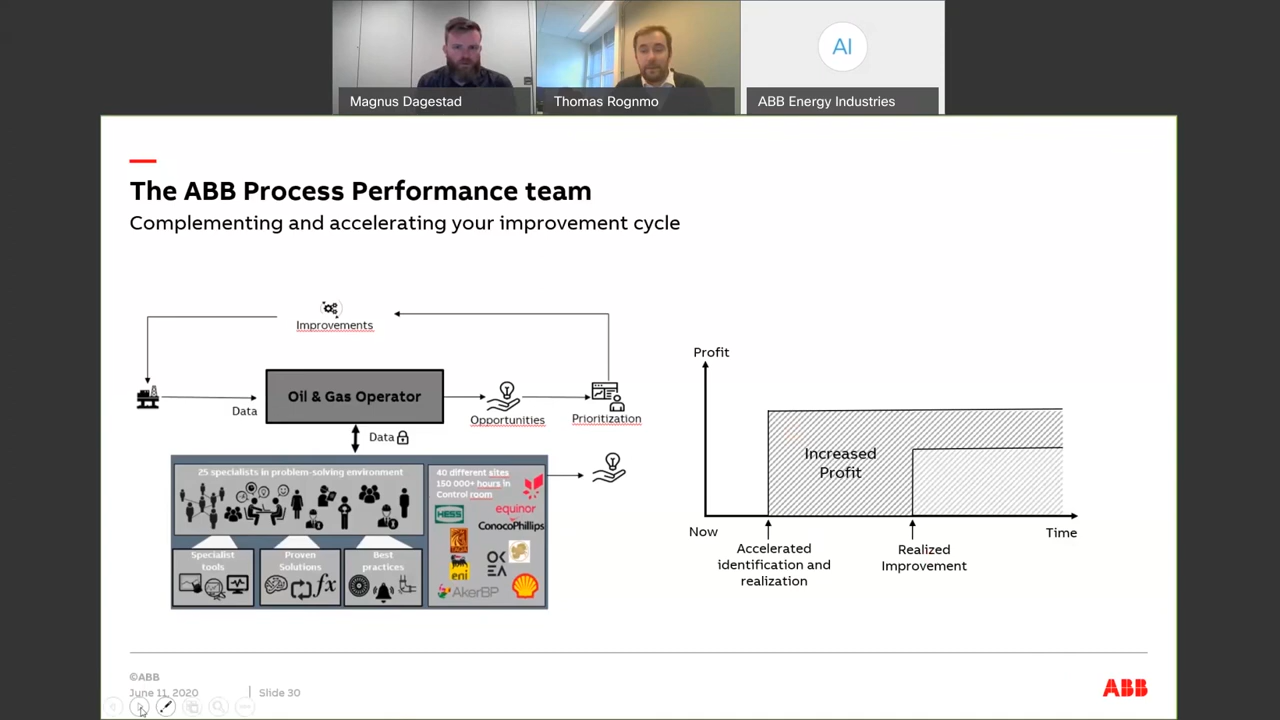 Magnus Dagestad
Thomas Rognmo
AI
ABB Energy Industries
The ABB Process Performance team
Complementing and accelerating your improvement cycle
Improvements
Data
Oil & Gas Operator
Opportunities
Prioritization
Data
25 specialists in problem-solving environment
Specialist
tools
Proven
Solutions
fx
Best
practices
40 different sites
150 000+ hours in
Control room
HESS
equinor
ConocoPhillips
eni
OK
EA
AkerBP
Profit
Increased
Profit
Now
Time
Accelerated
identification and
realization
Realized
Improvement
©ABB
June 11, 2020
Slide 30
ABB